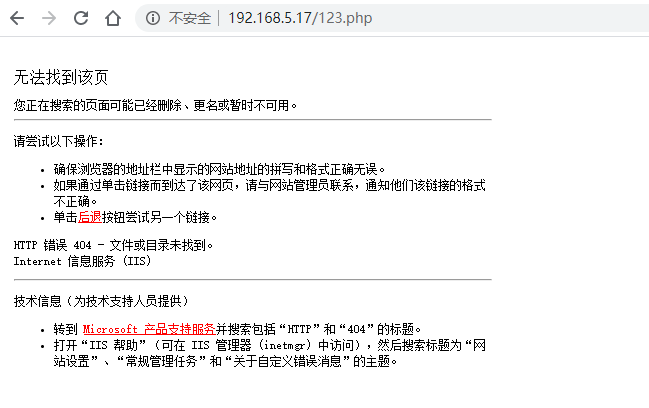 不安全 | 192.168.5.17/123.php
无法找到该页
您正在搜索的页面可能已经删除、更名或暂时不可用。
请尝试以下操作：
• 确保浏览器的地址栏中显示的网站地址的拼写和格式正确无误。
• 如果通过单击链接而到达了该网页，请与网站管理员联系，通知他们该链接的格式
不正确。
• 单击后退按钮尝试另一个链接。
HTTP 错误 404 - 文件或目录未找到。
Internet 信息服务 (IIS)
技术信息（为技术支持人员提供）
• 转到 Microsoft 产品支持服务并搜索包括“HTTP”和“404”的标题。
• 打开“IIS 帮助”（可在 IIS 管理器 (inetmgr) 中访问），然后搜索标题为“网
站设置”、“常规管理任务”和“关于自定义错误消息”的主题。